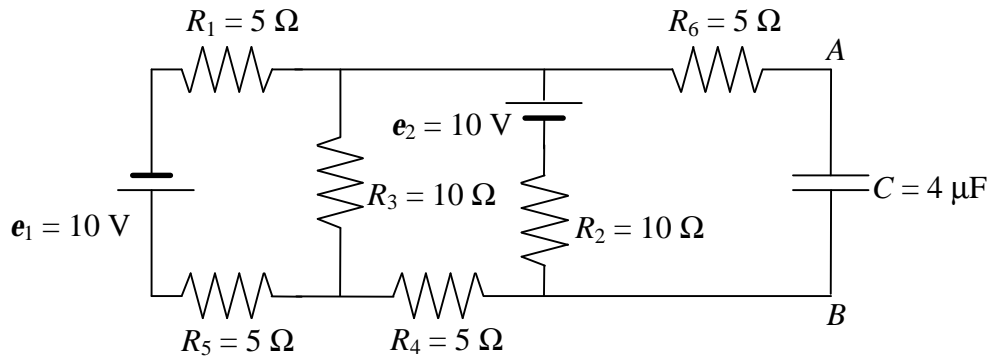 R1 = 5 Ω
R6 = 5 Ω
A
e2 = 10 V
R3 = 10 Ω
C = 4 μF
e1 = 10 V
R2 = 10 Ω
R5 = 5 Ω
R4 = 5 Ω
B